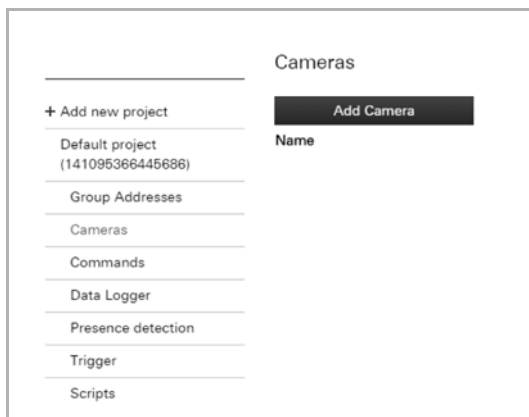 Cameras
+ Add new project
Add Camera
Default project
(141095366445686)
Name
Group Addresses
Cameras
Commands
Data Logger
Presence detection
Trigger
Scripts